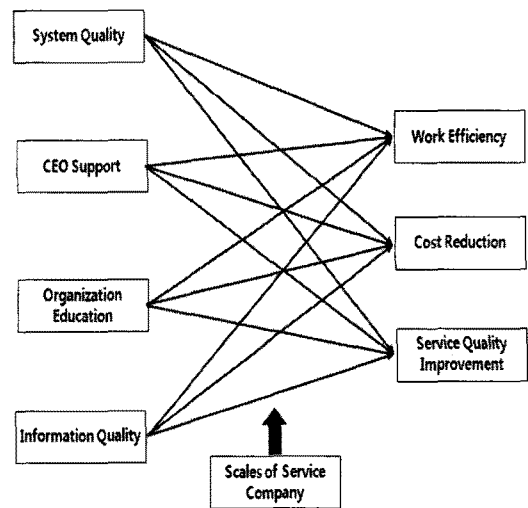 System Quality
CEO Support
Organization
Education
Information Quality
Work Efficiency
Cost Reduction
Service Quality
Improvement
Scales of Service
Company